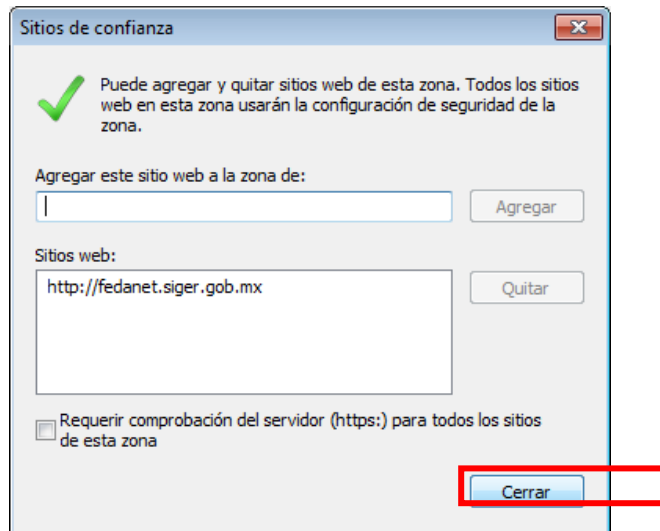 Sitios de confianza
Puede agregar y quitar sitios web de esta zona. Todos los sitios
web en esta zona usarán la configuración de seguridad de la
zona.
Agregar este sitio web a la zona de:
Agregar
Sitios web:
http://fedanet.siger.gob.mx
Quitar
Requerir comprobación del servidor (https:) para todos los sitios
de esta zona
Cerrar